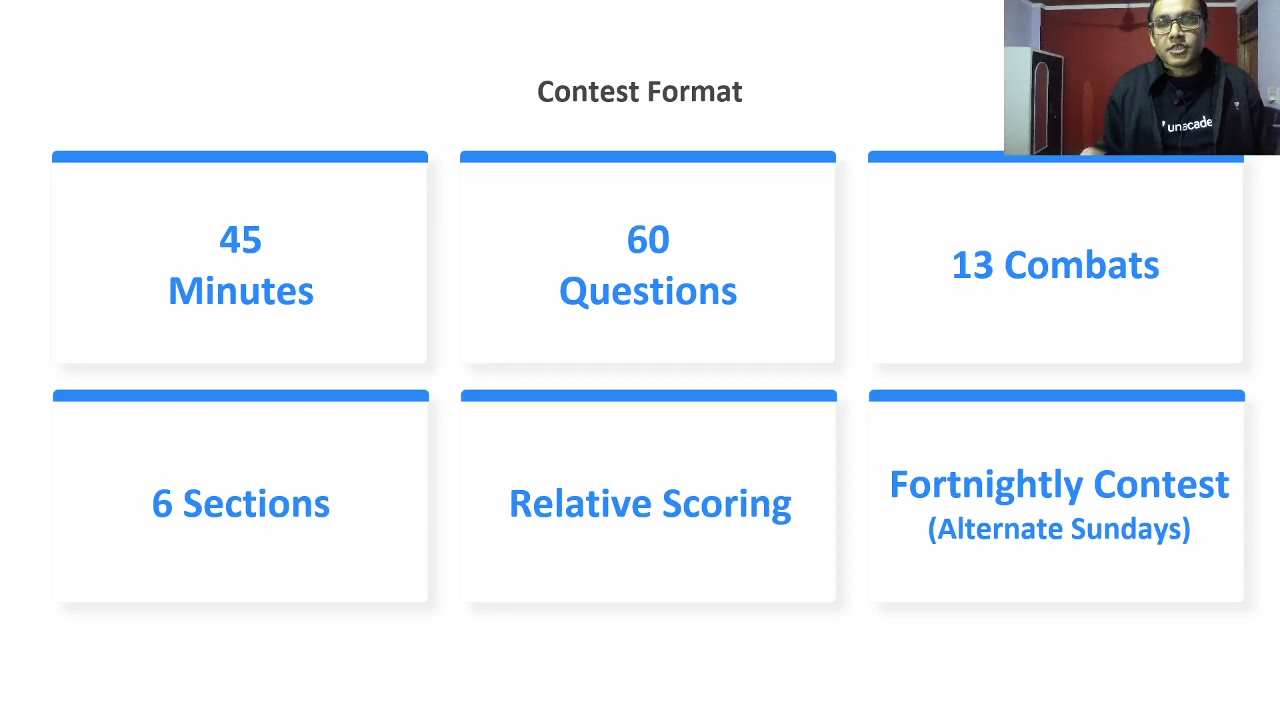 Contest Format
unacade
45
Minutes
60
Questions
13 Combats
6 Sections
Relative Scoring
Fortnightly Contest
(Alternate Sundays)